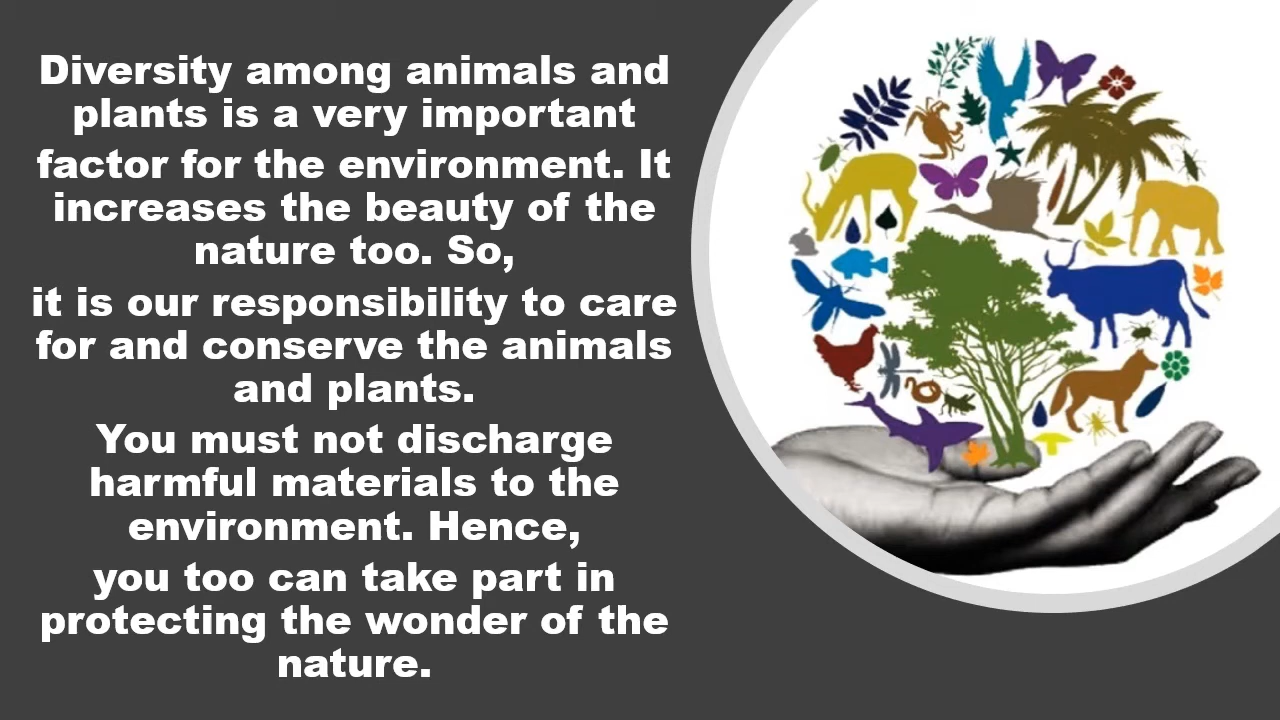 Diversity among animals and
plants is a very important
factor for the environment. It
increases the beauty of the
nature too. So,
it is our responsibility to care
for and conserve the animals
and plants.
You must not discharge
harmful materials to the
environment. Hence,
you too can take part in
protecting the wonder of the
nature.